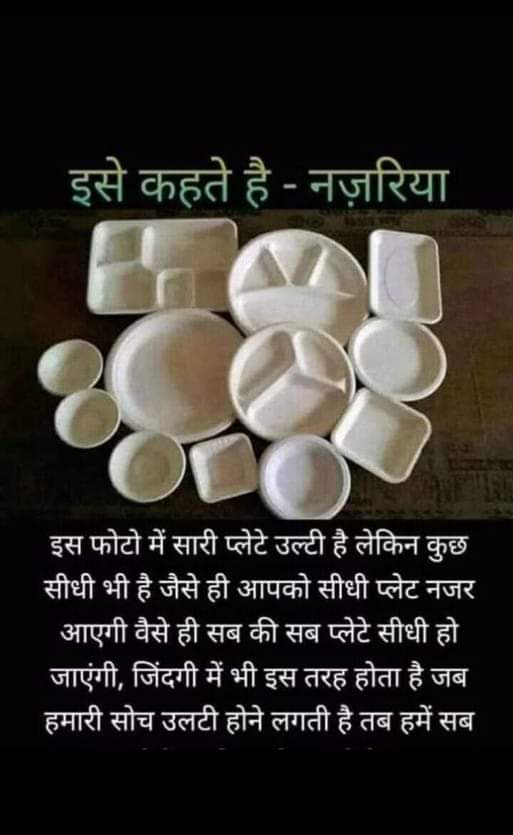 इसे कहते है - नज़रिया
इस फोटो में सारी प्लेटे उल्टी है लेकिन कुछ
सीधी भी है जैसे ही आपको सीधी प्लेट नजर
आएगी वैसे ही सब की सब प्लेटे सीधी हो
जाएंगी, जिंदगी में भी इस तरह होता है जब
हमारी सोच उलटी होने लगती है तब हमें सब